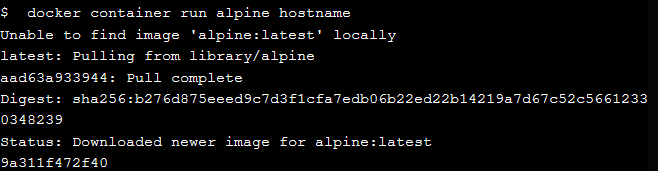 $  docker container run alpine hostname
Unable to find image 'alpine:latest' locally
latest: Pulling from library/alpine
aad63a933944: Pull complete
Digest: sha256:b276d875eeed9c7d3f1cfa7edb06b22ed22b14219a7d67c52c5661233
0348239
Status: Downloaded newer image for alpine:latest
9a311f472f40